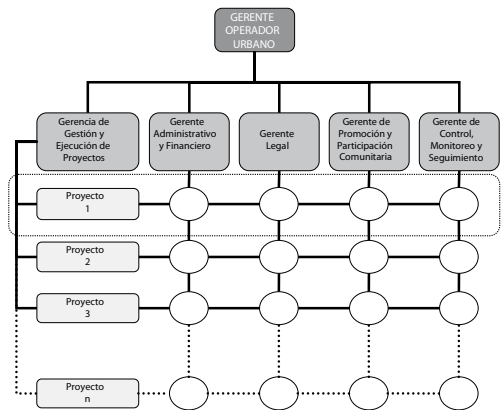 GERENTE
OPERADOR
URBANO
Gerencia de
Gestión y
Ejecución de
Proyectos
Gerente
Administrativo
y Financiero
Gerente
Legal
Gerente de
Promoción y
Participación
Comunitaria
Gerente de
Control,
Monitoreo y
Seguimiento
Proyecto
1
Proyecto
2
Proyecto
3
Proyecto
n